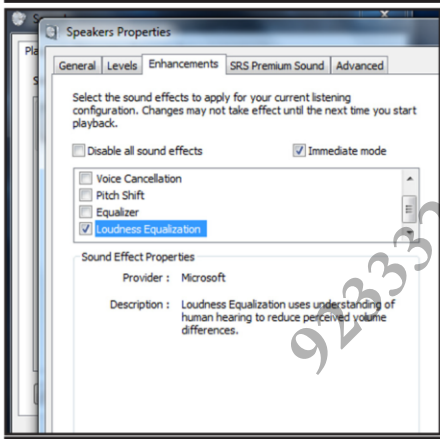 Speakers Properties
General Levels Enhancements SRS Premium Sound Advanced
Select the sound effects to apply for your current listening
configuration. Changes may not take effect until the next time you start
playback.
Disable all sound effects Immediate mode
Voice Cancellation
Pitch Shift
Equalizer
Loudness Equalization
Sound Effect Properties
Provider : Microsoft
Description : Loudness Equalization uses understanding of
human hearing to reduce perceived volume
differences.